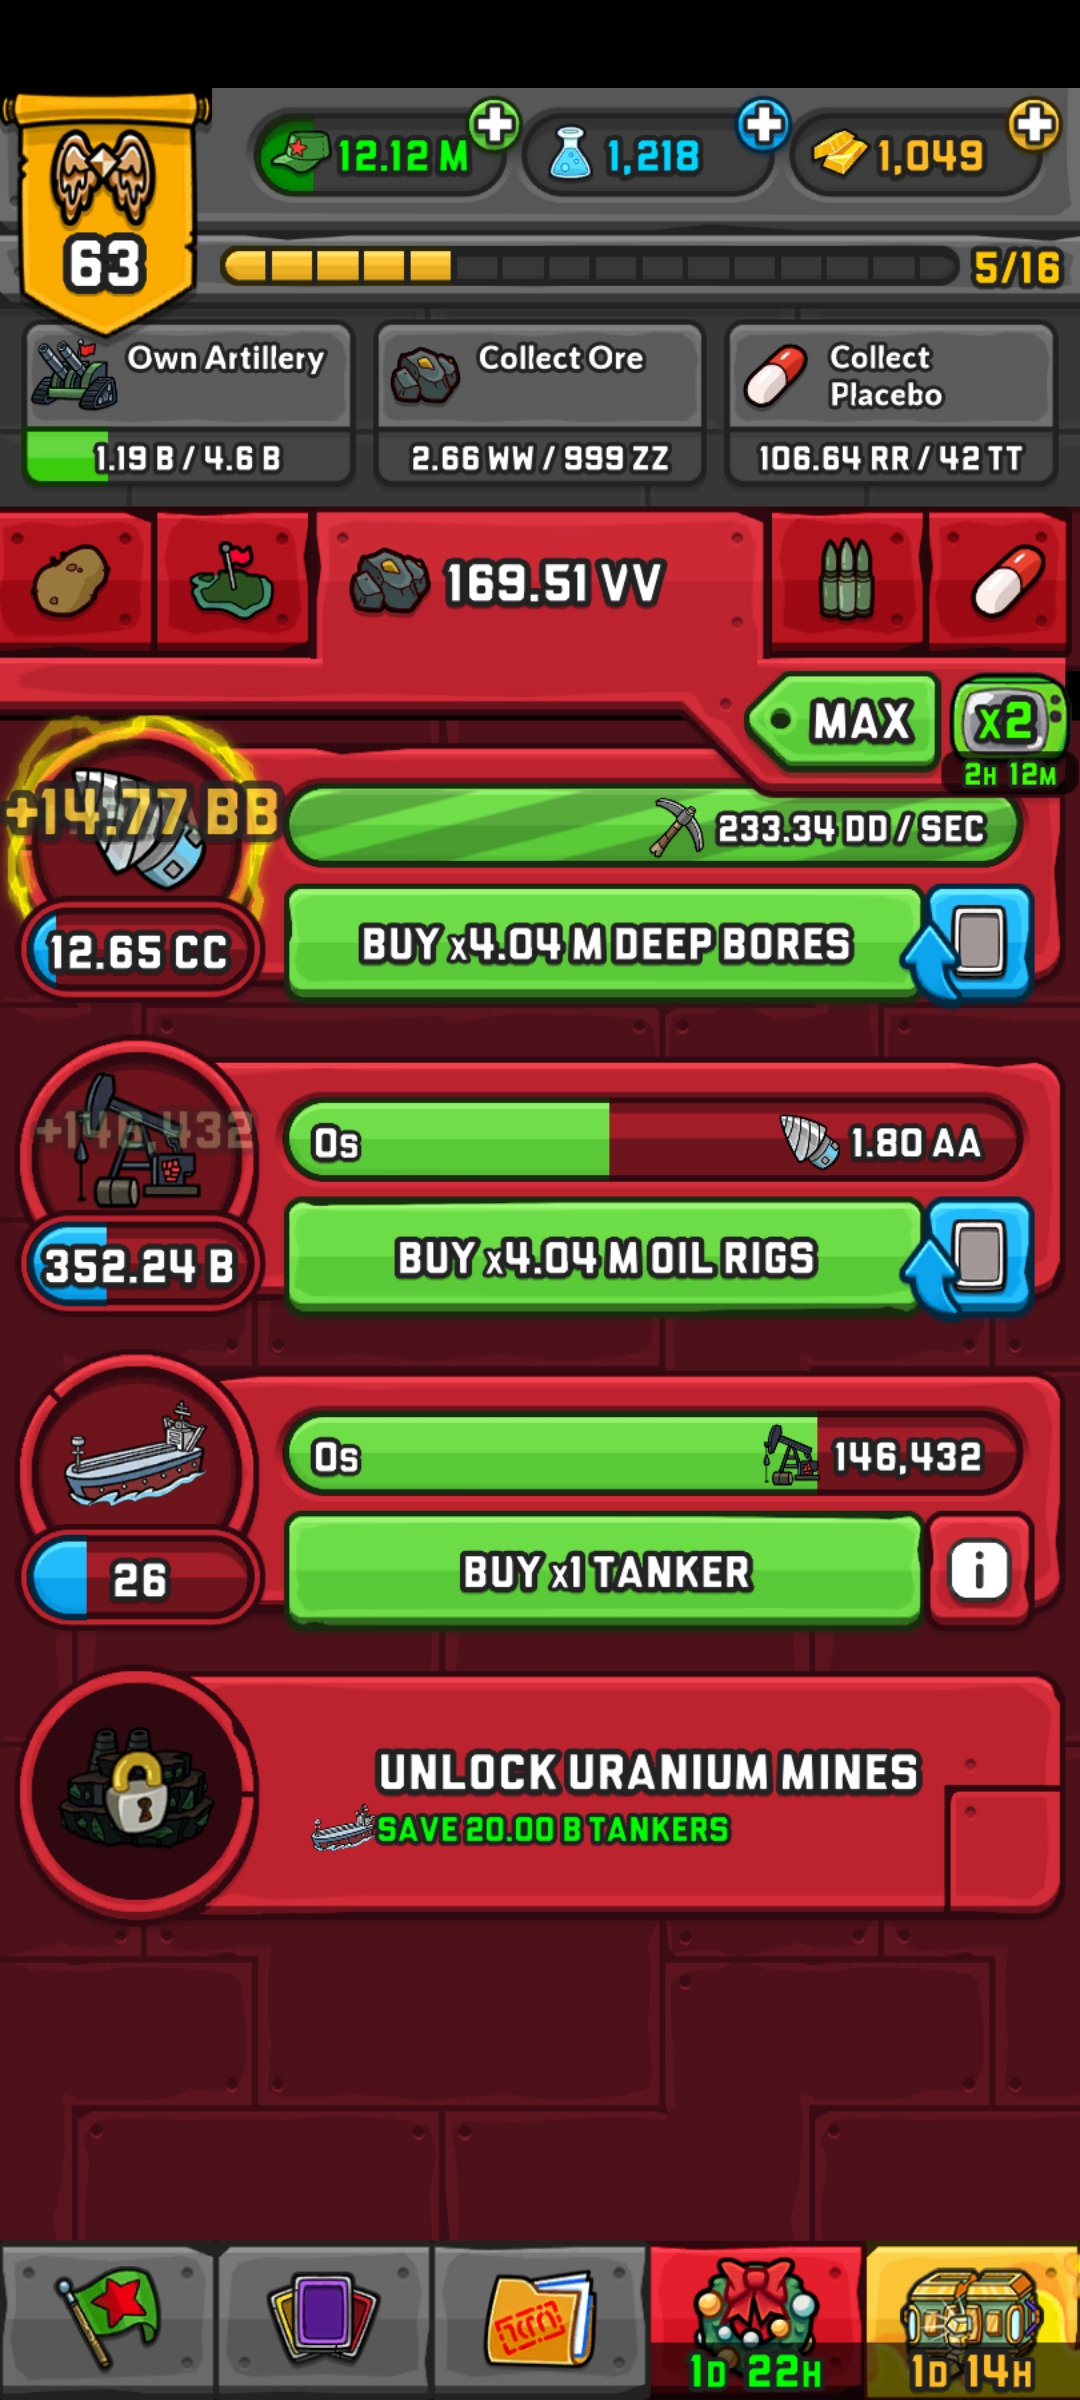 12.12 M
1,218
1,049
63
5/16
Own Artillery
1.19 B / 4.6 B
Collect Ore
2.66 WW / 999 ZZ
Collect
Placebo
106.64 RR / 42 TT
169.51 VV
MAX
x2
2H 12M
+14.77 BB
233.34 DD / SEC
12.65 CC
BUY x4.04 M DEEP BORES
+146,432
0s
1.80 AA
352.24 B
BUY x4.04 M OIL RIGS
0s
146,432
26
BUY x1 TANKER
i
UNLOCK URANIUM MINES
SAVE 20.00 B TANKERS
1D 22H
1D 14H